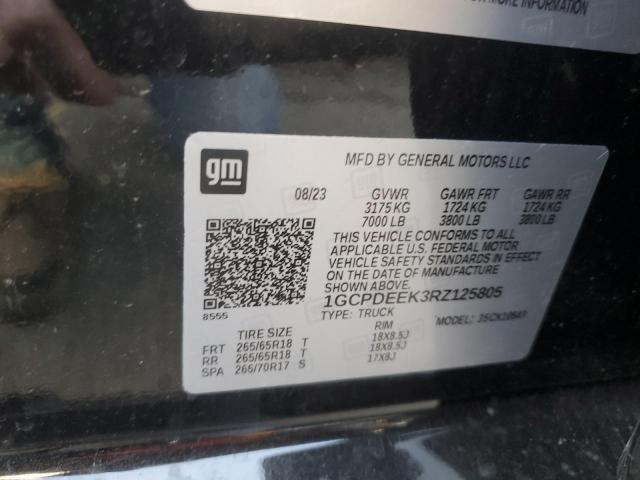 FOR MORE INFORMATION
gm
MFD BY GENERAL MOTORS LLC
08/23 GVWR GAWR FRT GAWR RR
3175 KG 1724 KG 1724 KG
7000 LB 3800 LB 3800 LB
THIS VEHICLE CONFORMS TO ALL
APPLICABLE U.S. FEDERAL MOTOR
VEHICLE SAFETY STANDARDS IN EFFECT
ON THE DATE OF MANUFACTURE
SHOWN ABOVE.
1GCPDEEK3RZ125805
8555
TYPE: TRUCK MODEL:
TIRE SIZE RIM
FRT 265/65R18 T 18X8.5J
RR 265/65R18 T 18X8.5J
SPA 265/70R17 S 17X8J